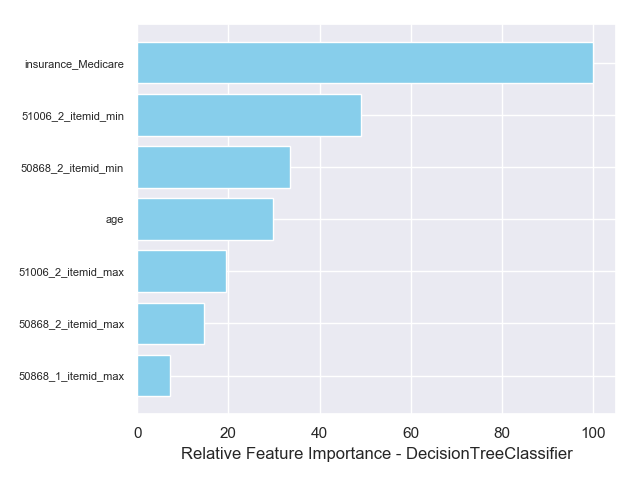 insurance_Medicare
51006_2_itemid_min
50868_2_itemid_min
age
51006_2_itemid_max
50868_2_itemid_max
50868_1_itemid_max
0 20 40 60 80 100
Relative Feature Importance - DecisionTreeClassifier